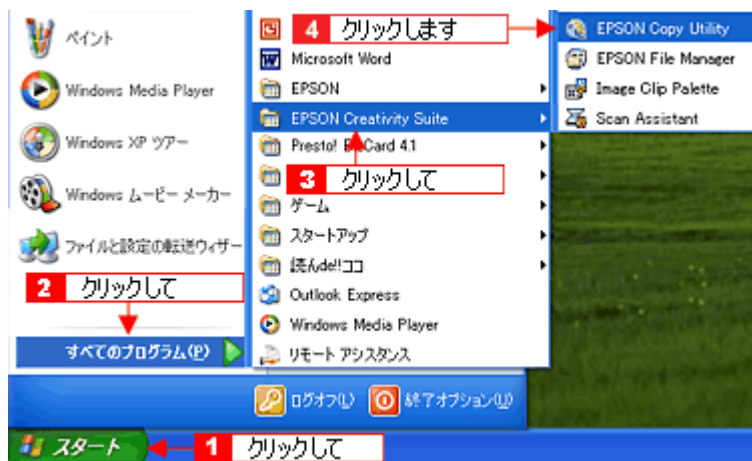 ペイント
Windows Media Player
Windows XP ツアー
Windows ムービー メーカー
ファイルと設定の転送ウィザー
2 クリックして
すべてのプログラム(P)
4 クリックします
Microsoft Word
EPSON
EPSON Creativity Suite
Presto! BizCard 4.1
3 クリックして
ゲーム
スタートアップ
読んde!!ココ
Outlook Express
Windows Media Player
リモート アシスタンス
EPSON Copy Utility
EPSON File Manager
Image Clip Palette
Scan Assistant
ログオフ(L)
終了オプション(U)
スタート
1 クリックして